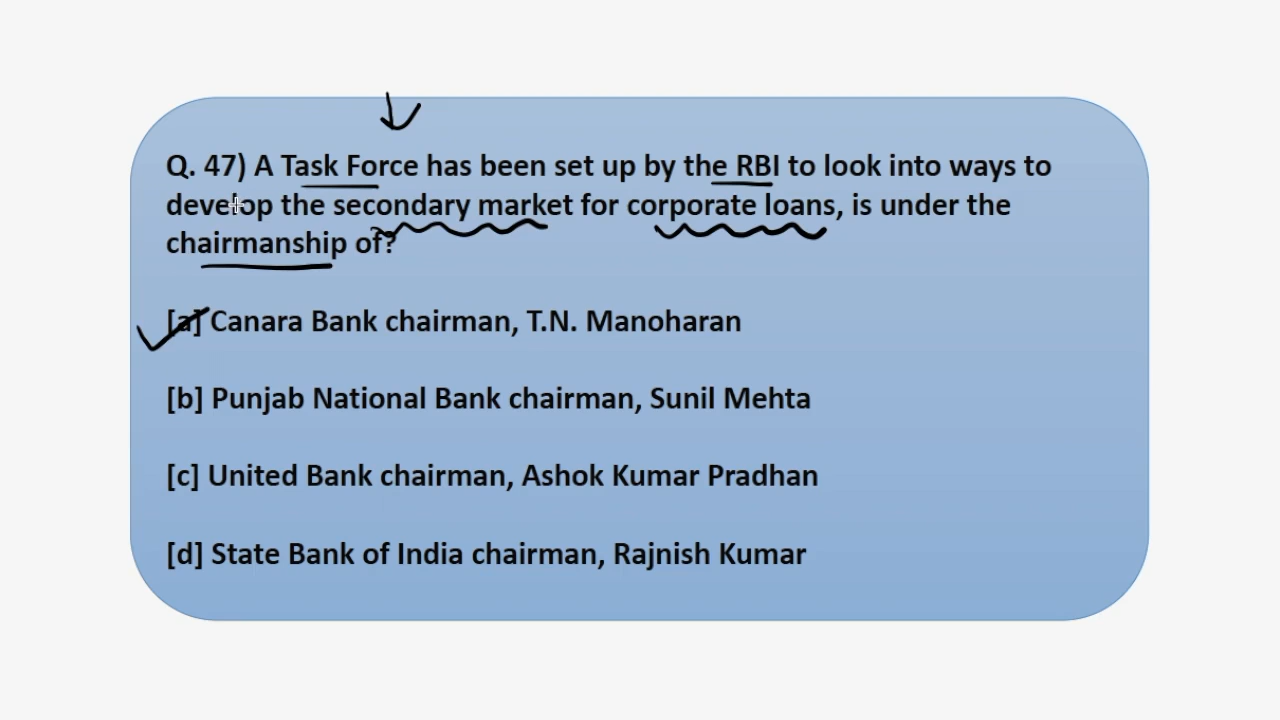 Q. 47) A Task Force has been set up by the RBI to look into ways to
develop the secondary market for corporate loans, is under the
chairmanship of?
[a] Canara Bank chairman, T.N. Manoharan
[b] Punjab National Bank chairman, Sunil Mehta
[c] United Bank chairman, Ashok Kumar Pradhan
[d] State Bank of India chairman, Rajnish Kumar